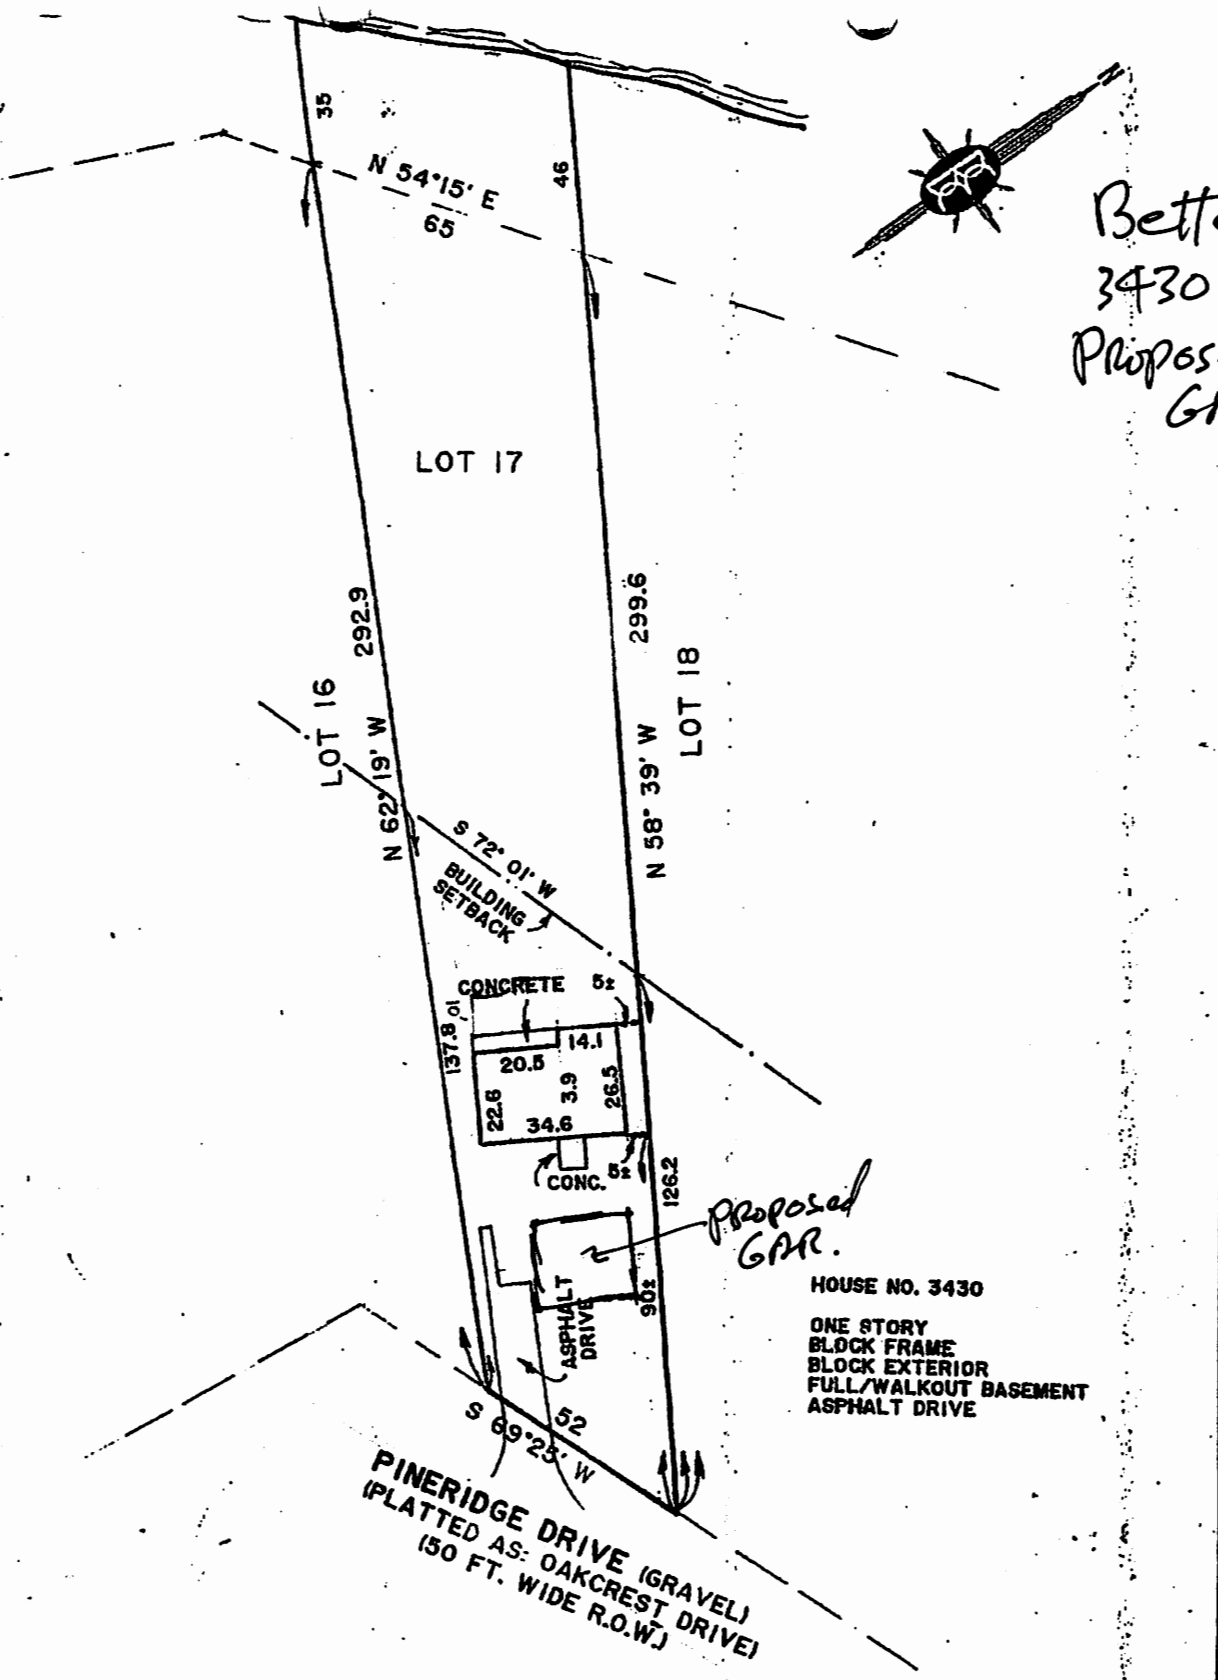 35
N 54°15' E
65
46
N
3430
LOT 17
292.9
299.6
LOT 16
LOT 18
N 62° 19' W
N 58° 39' W
S 72° 01' W
BUILDING
SETBACK
CONCRETE
5±
137.8
10
14.1
20.5
22.6
3.9
26.5
34.6
CONC.
5±
126.2
PROPOSED
GAR.
90±
ASPHALT
DRIVE
HOUSE NO. 3430
ONE STORY
BLOCK FRAME
BLOCK EXTERIOR
FULL/WALKOUT BASEMENT
ASPHALT DRIVE
52
S 69°25' W
PINERIDGE DRIVE (GRAVEL)
(PLATTED AS: OAKCREST DRIVE)
(50 FT. WIDE R.O.W.)